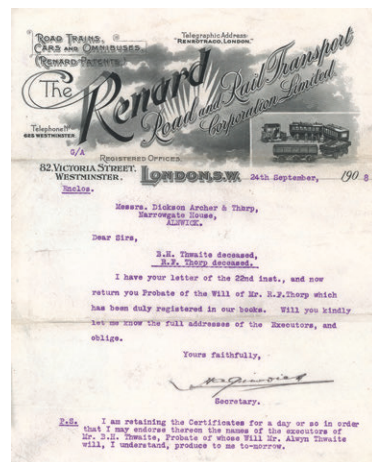 ROAD TRAINS,
CARS AND OMNIBUSES.
(RENARD PATENTS.)
Telegraphic Address:
"RENROTRACO, LONDON."
The Renard
Road and Rail Transport
Corporation Limited
Telephone Nº
685 WESTMINSTER
G/A
REGISTERED OFFICES.
82. VICTORIA STREET,
WESTMINSTER.
LONDON, S.W.
24th September, 1908
Enclos.
Messrs. Dickson Archer & Thorp,
Narrowgate House,
ALNWICK.
Dear Sirs,
B.H. Thwaite deceased,
R.F. Thorp deceased.
I have your letter of the 22nd inst., and now
return you Probate of the Will of Mr. R.F.Thorp which
has been duly registered in our books. Will you kindly
let me know the full addresses of the Executors, and
oblige.
Yours faithfully,
Secretary.
P.S. I am retaining the Certificates for a day or so in order
that I may endorse thereon the names of the executors of
Mr. B.H. Thwaite, Probate of whose Will Mr. Alwyn Thwaite
will, I understand, produce to me to-morrow.